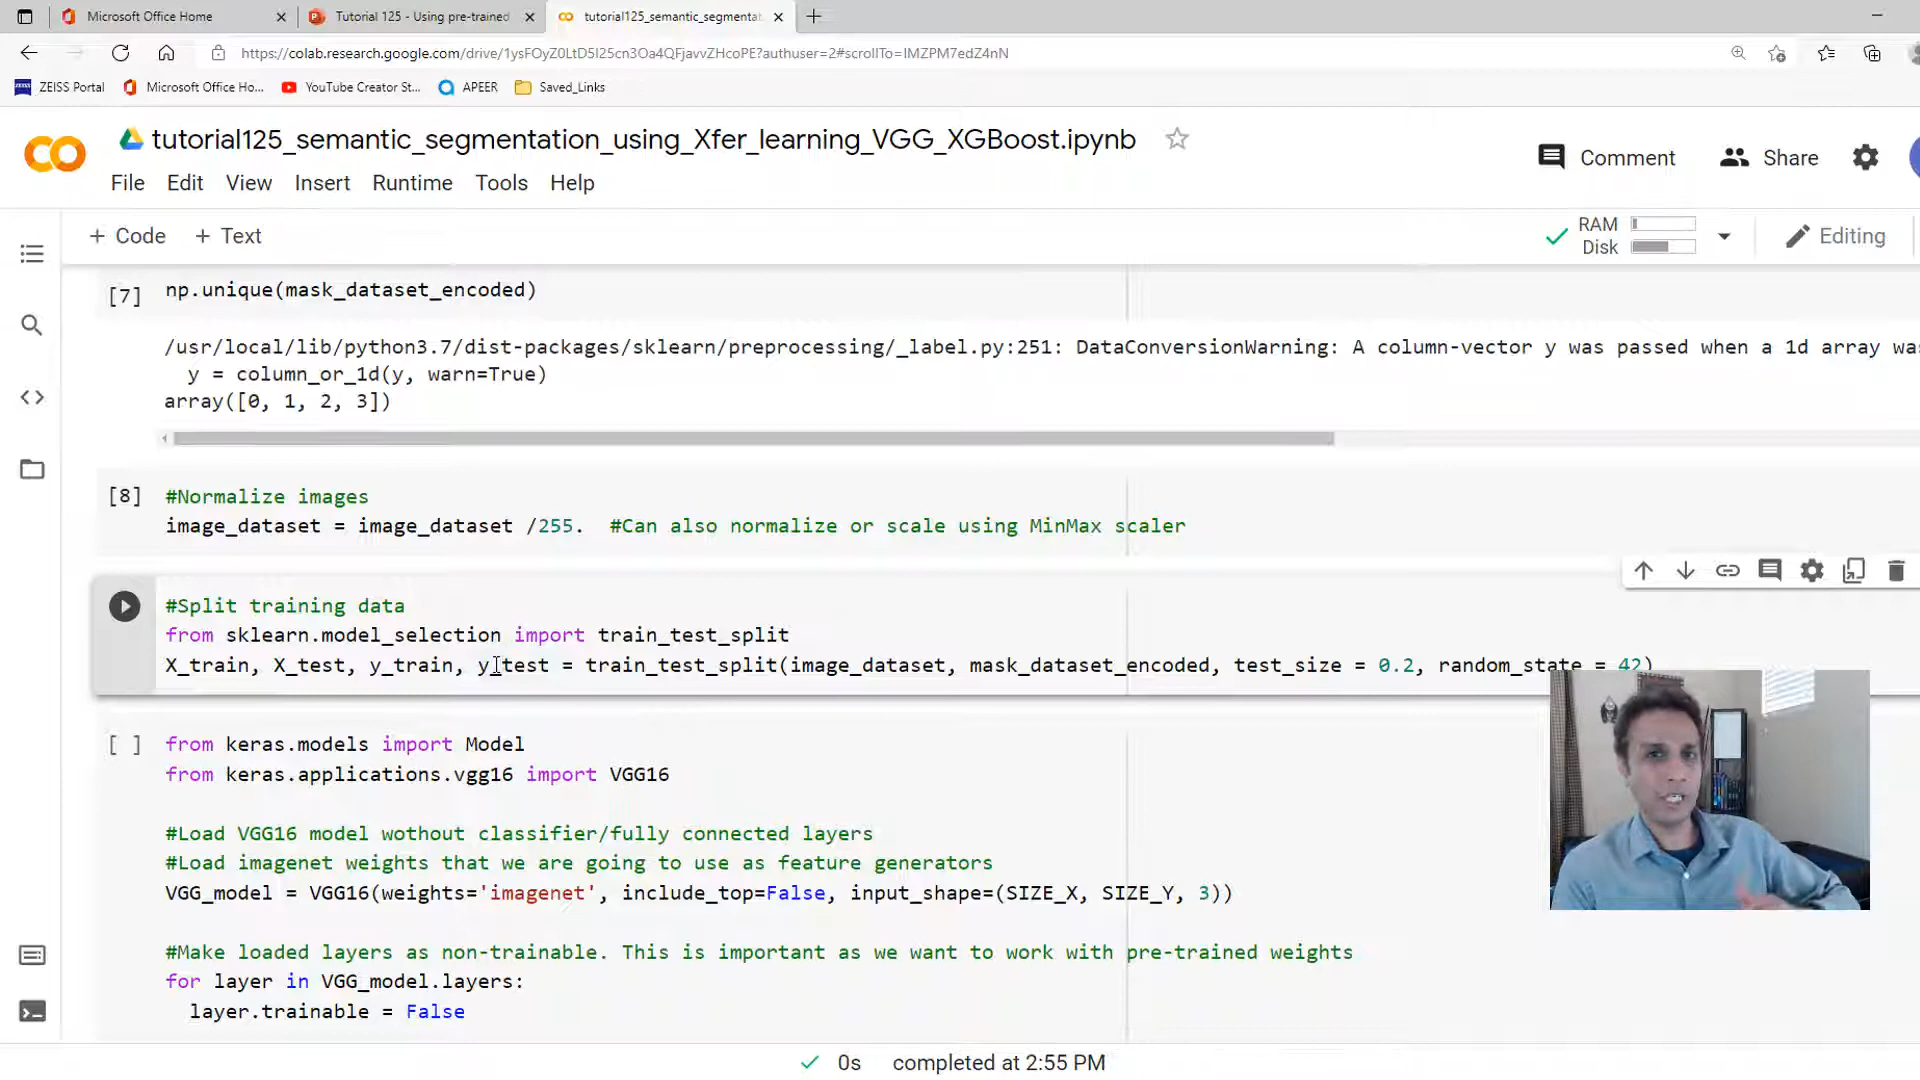 Microsoft Office Home
Tutorial 125 - Using pre-trained
tutorial125_semantic_segmentat
https://colab.research.google.com/drive/1ysFOyZ0LtD5I25cn3Oa4QFjavvZHcoPE?authuser=2#scrollTo=IMZPM7edZ4nN
ZEISS Portal
Microsoft Office Ho...
YouTube Creator St...
APEER
Saved_Links
tutorial125_semantic_segmentation_using_Xfer_learning_VGG_XGBoost.ipynb
Comment
Share
File Edit View Insert Runtime Tools Help
+ Code + Text
RAM
Disk
Editing
[7] np.unique(mask_dataset_encoded)
/usr/local/lib/python3.7/dist-packages/sklearn/preprocessing/_label.py:251: DataConversionWarning: A column-vector y was passed when a 1d array wa
y = column_or_1d(y, warn=True)
array([0, 1, 2, 3])
[8] #Normalize images
image_dataset = image_dataset /255. #Can also normalize or scale using MinMax scaler
#Split training data
from sklearn.model_selection import train_test_split
X_train, X_test, y_train, y_test = train_test_split(image_dataset, mask_dataset_encoded, test_size = 0.2, random_state = 42)
[ ] from keras.models import Model
from keras.applications.vgg16 import VGG16
#Load VGG16 model wothout classifier/fully connected layers
#Load imagenet weights that we are going to use as feature generators
VGG_model = VGG16(weights='imagenet', include_top=False, input_shape=(SIZE_X, SIZE_Y, 3))
#Make loaded layers as non-trainable. This is important as we want to work with pre-trained weights
for layer in VGG_model.layers:
layer.trainable = False
0s completed at 2:55 PM